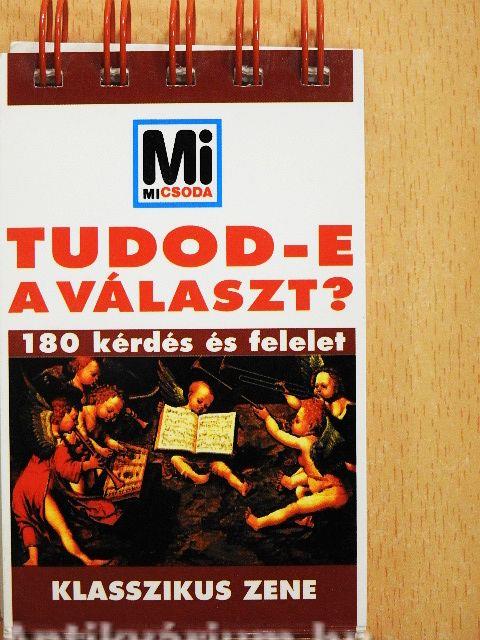 Mi
MICSODA
TUDOD-E
A VÁLASZT?
180 kérdés és felelet
KLASSZIKUS ZENE